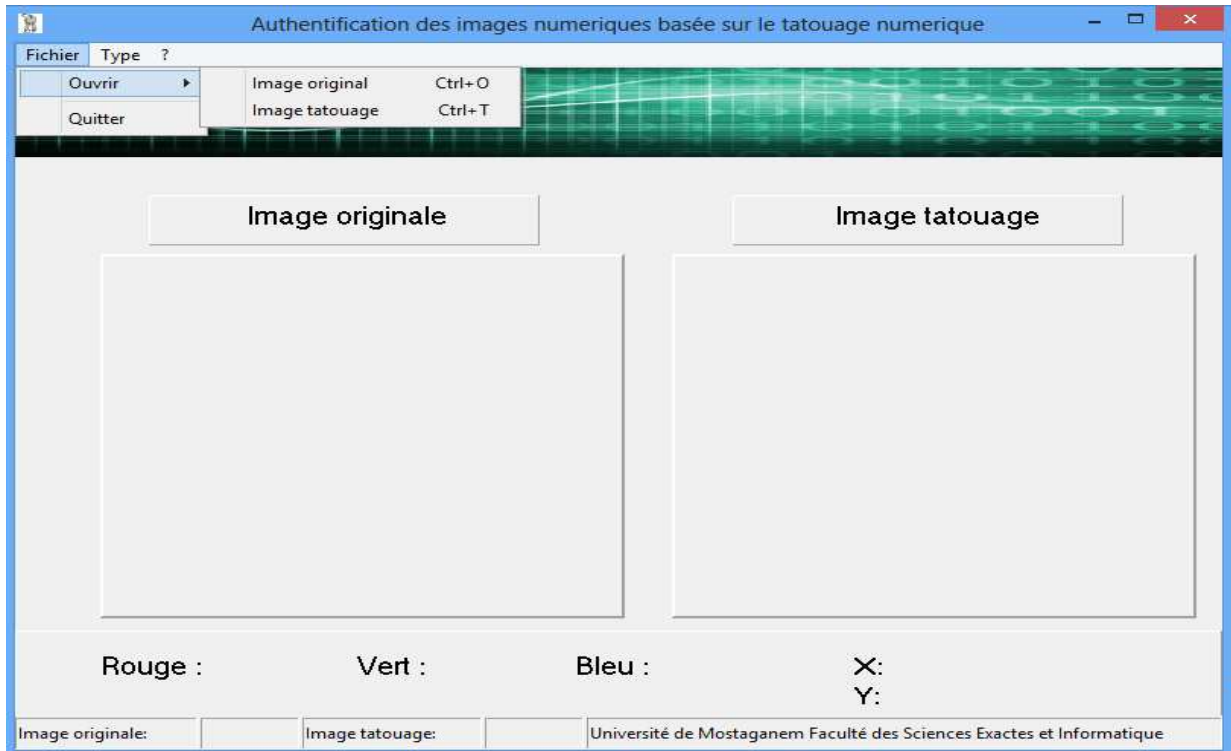 Authentification des images numeriques basée sur le tatouage numerique
Fichier Type ?
Ouvrir
Image original Ctrl+O
Image tatouage Ctrl+T
Quitter
Image originale
Image tatouage
Rouge : Vert : Bleu : X:
Y:
Image originale: Image tatouage: Université de Mostaganem Faculté des Sciences Exactes et Informatique